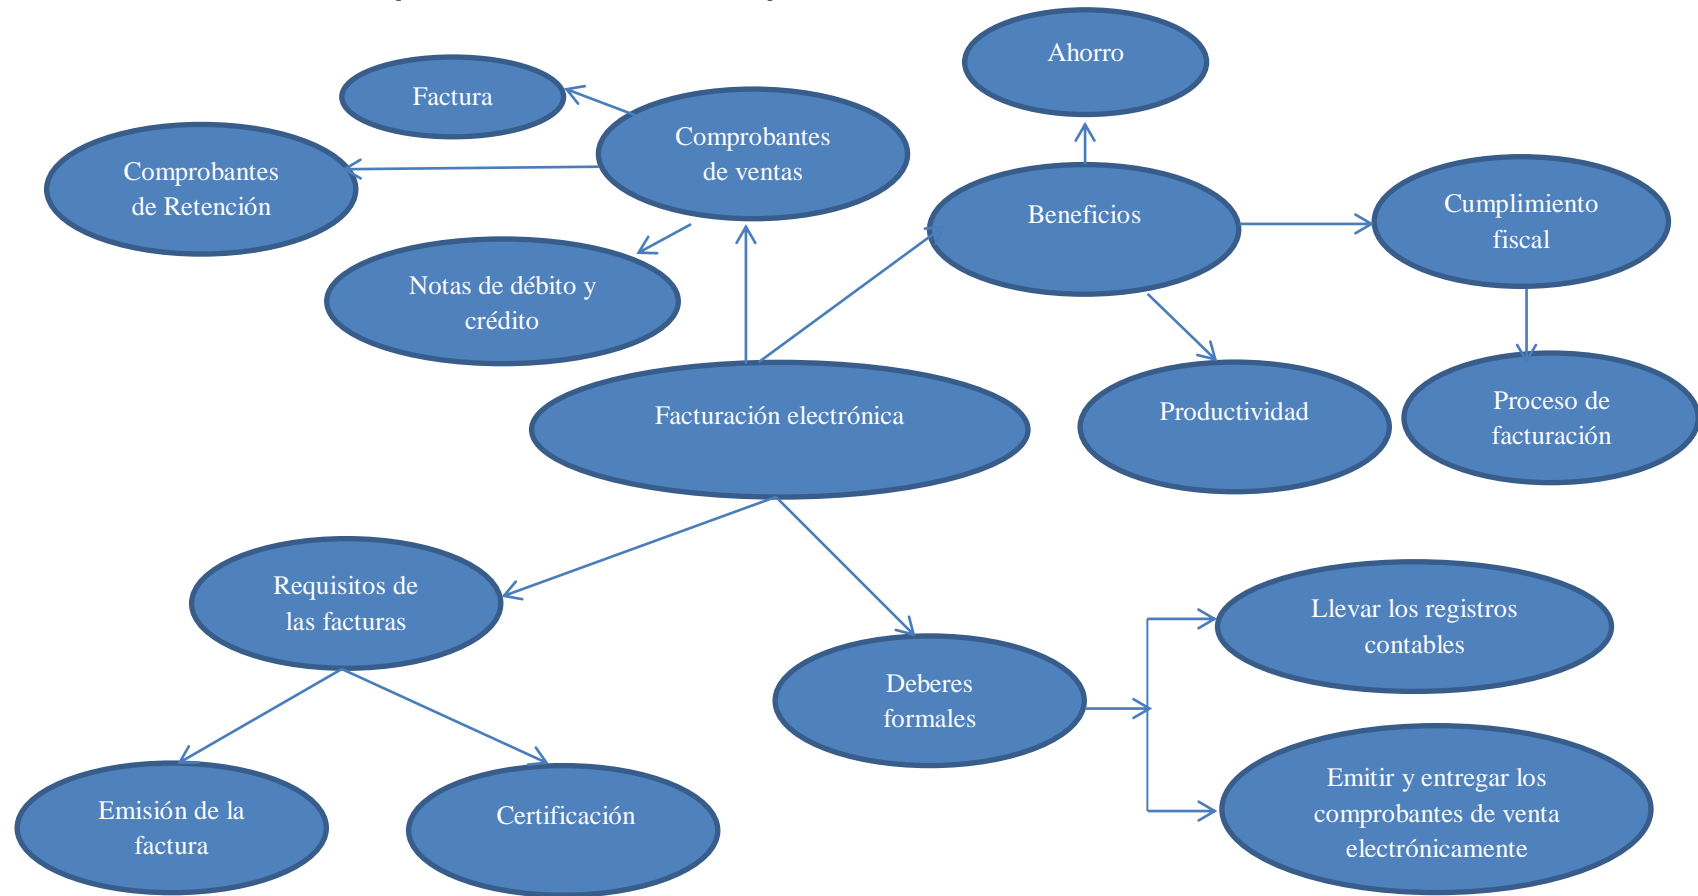 Ahorro
Factura
Comprobantes
de ventas
Comprobantes
de Retención
Beneficios
Cumplimiento
fiscal
Notas de débito y
crédito
Facturación electrónica
Productividad
Proceso de
facturación
Requisitos de
las facturas
Llevar los registros
contables
Deberes
formales
Emisión de la
factura
Certificación
Emitir y entregar los
comprobantes de venta
electrónicamente